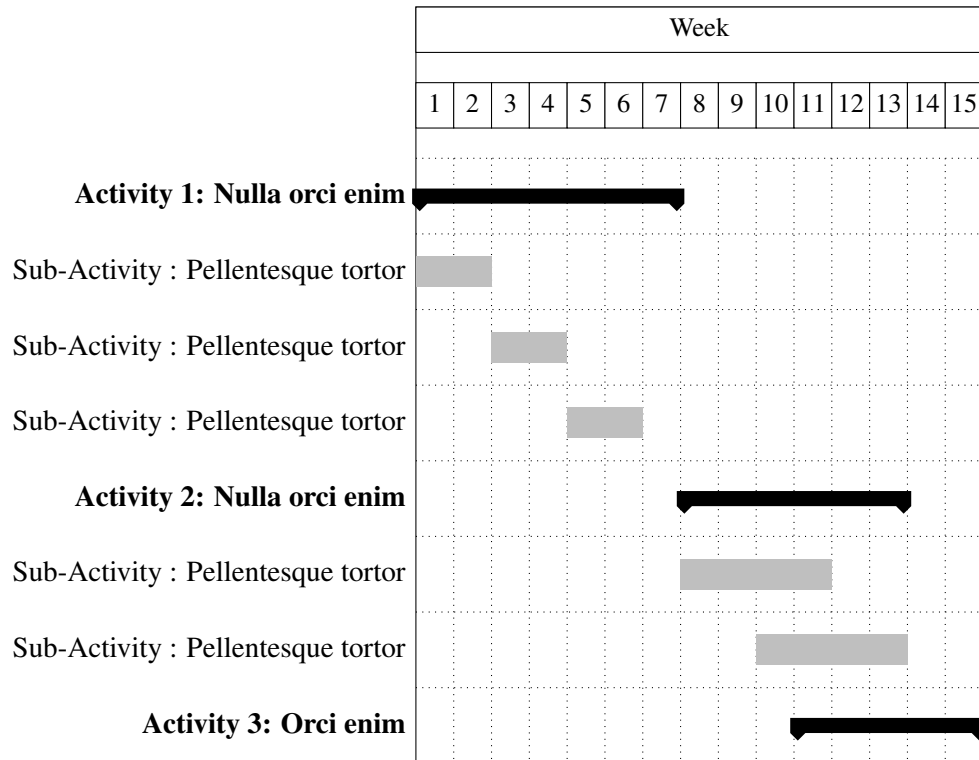 Week
1 2 3 4 5 6 7 8 9 10 11 12 13 14 15
Activity 1: Nulla orci enim
Sub-Activity : Pellentesque tortor
Sub-Activity : Pellentesque tortor
Sub-Activity : Pellentesque tortor
Activity 2: Nulla orci enim
Sub-Activity : Pellentesque tortor
Sub-Activity : Pellentesque tortor
Activity 3: Orci enim